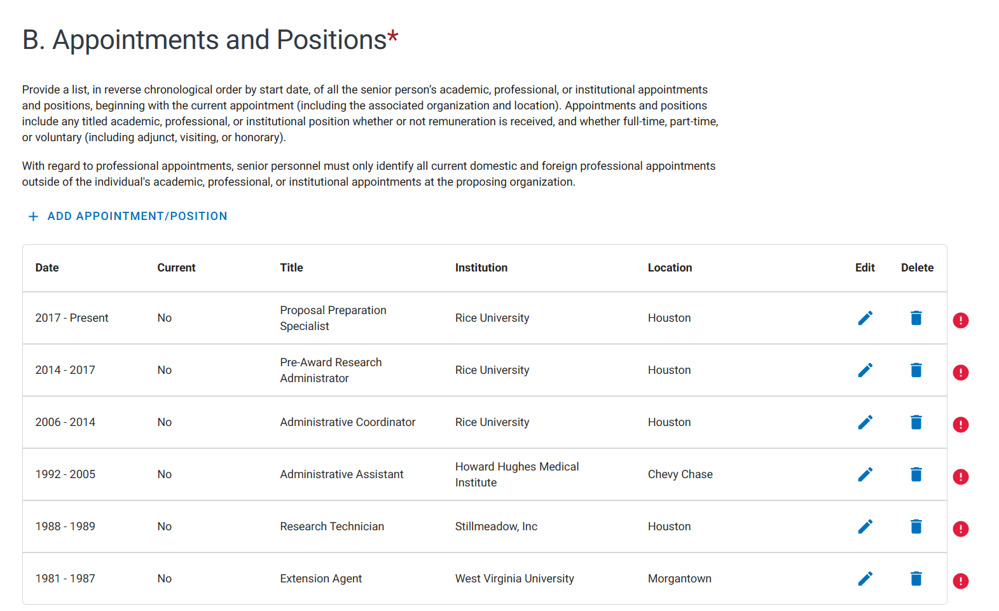 B. Appointments and Positions*
Provide a list, in reverse chronological order by start date, of all the senior person's academic, professional, or institutional appointments
and positions, beginning with the current appointment (including the associated organization and location). Appointments and positions
include any titled academic, professional, or institutional position whether or not remuneration is received, and whether full-time, part-time,
or voluntary (including adjunct, visiting, or honorary).
With regard to professional appointments, senior personnel must only identify all current domestic and foreign professional appointments
outside of the individual's academic, professional, or institutional appointments at the proposing organization.
+ ADD APPOINTMENT/POSITION
Date Current Title Institution Location Edit Delete
2017 - Present No Proposal Preparation Specialist Rice University Houston
2014 - 2017 No Pre-Award Research Administrator Rice University Houston
2006 - 2014 No Administrative Coordinator Rice University Houston
1992 - 2005 No Administrative Assistant Howard Hughes Medical Institute Chevy Chase
1988 - 1989 No Research Technician Stillmeadow, Inc Houston
1981 - 1987 No Extension Agent West Virginia University Morgantown